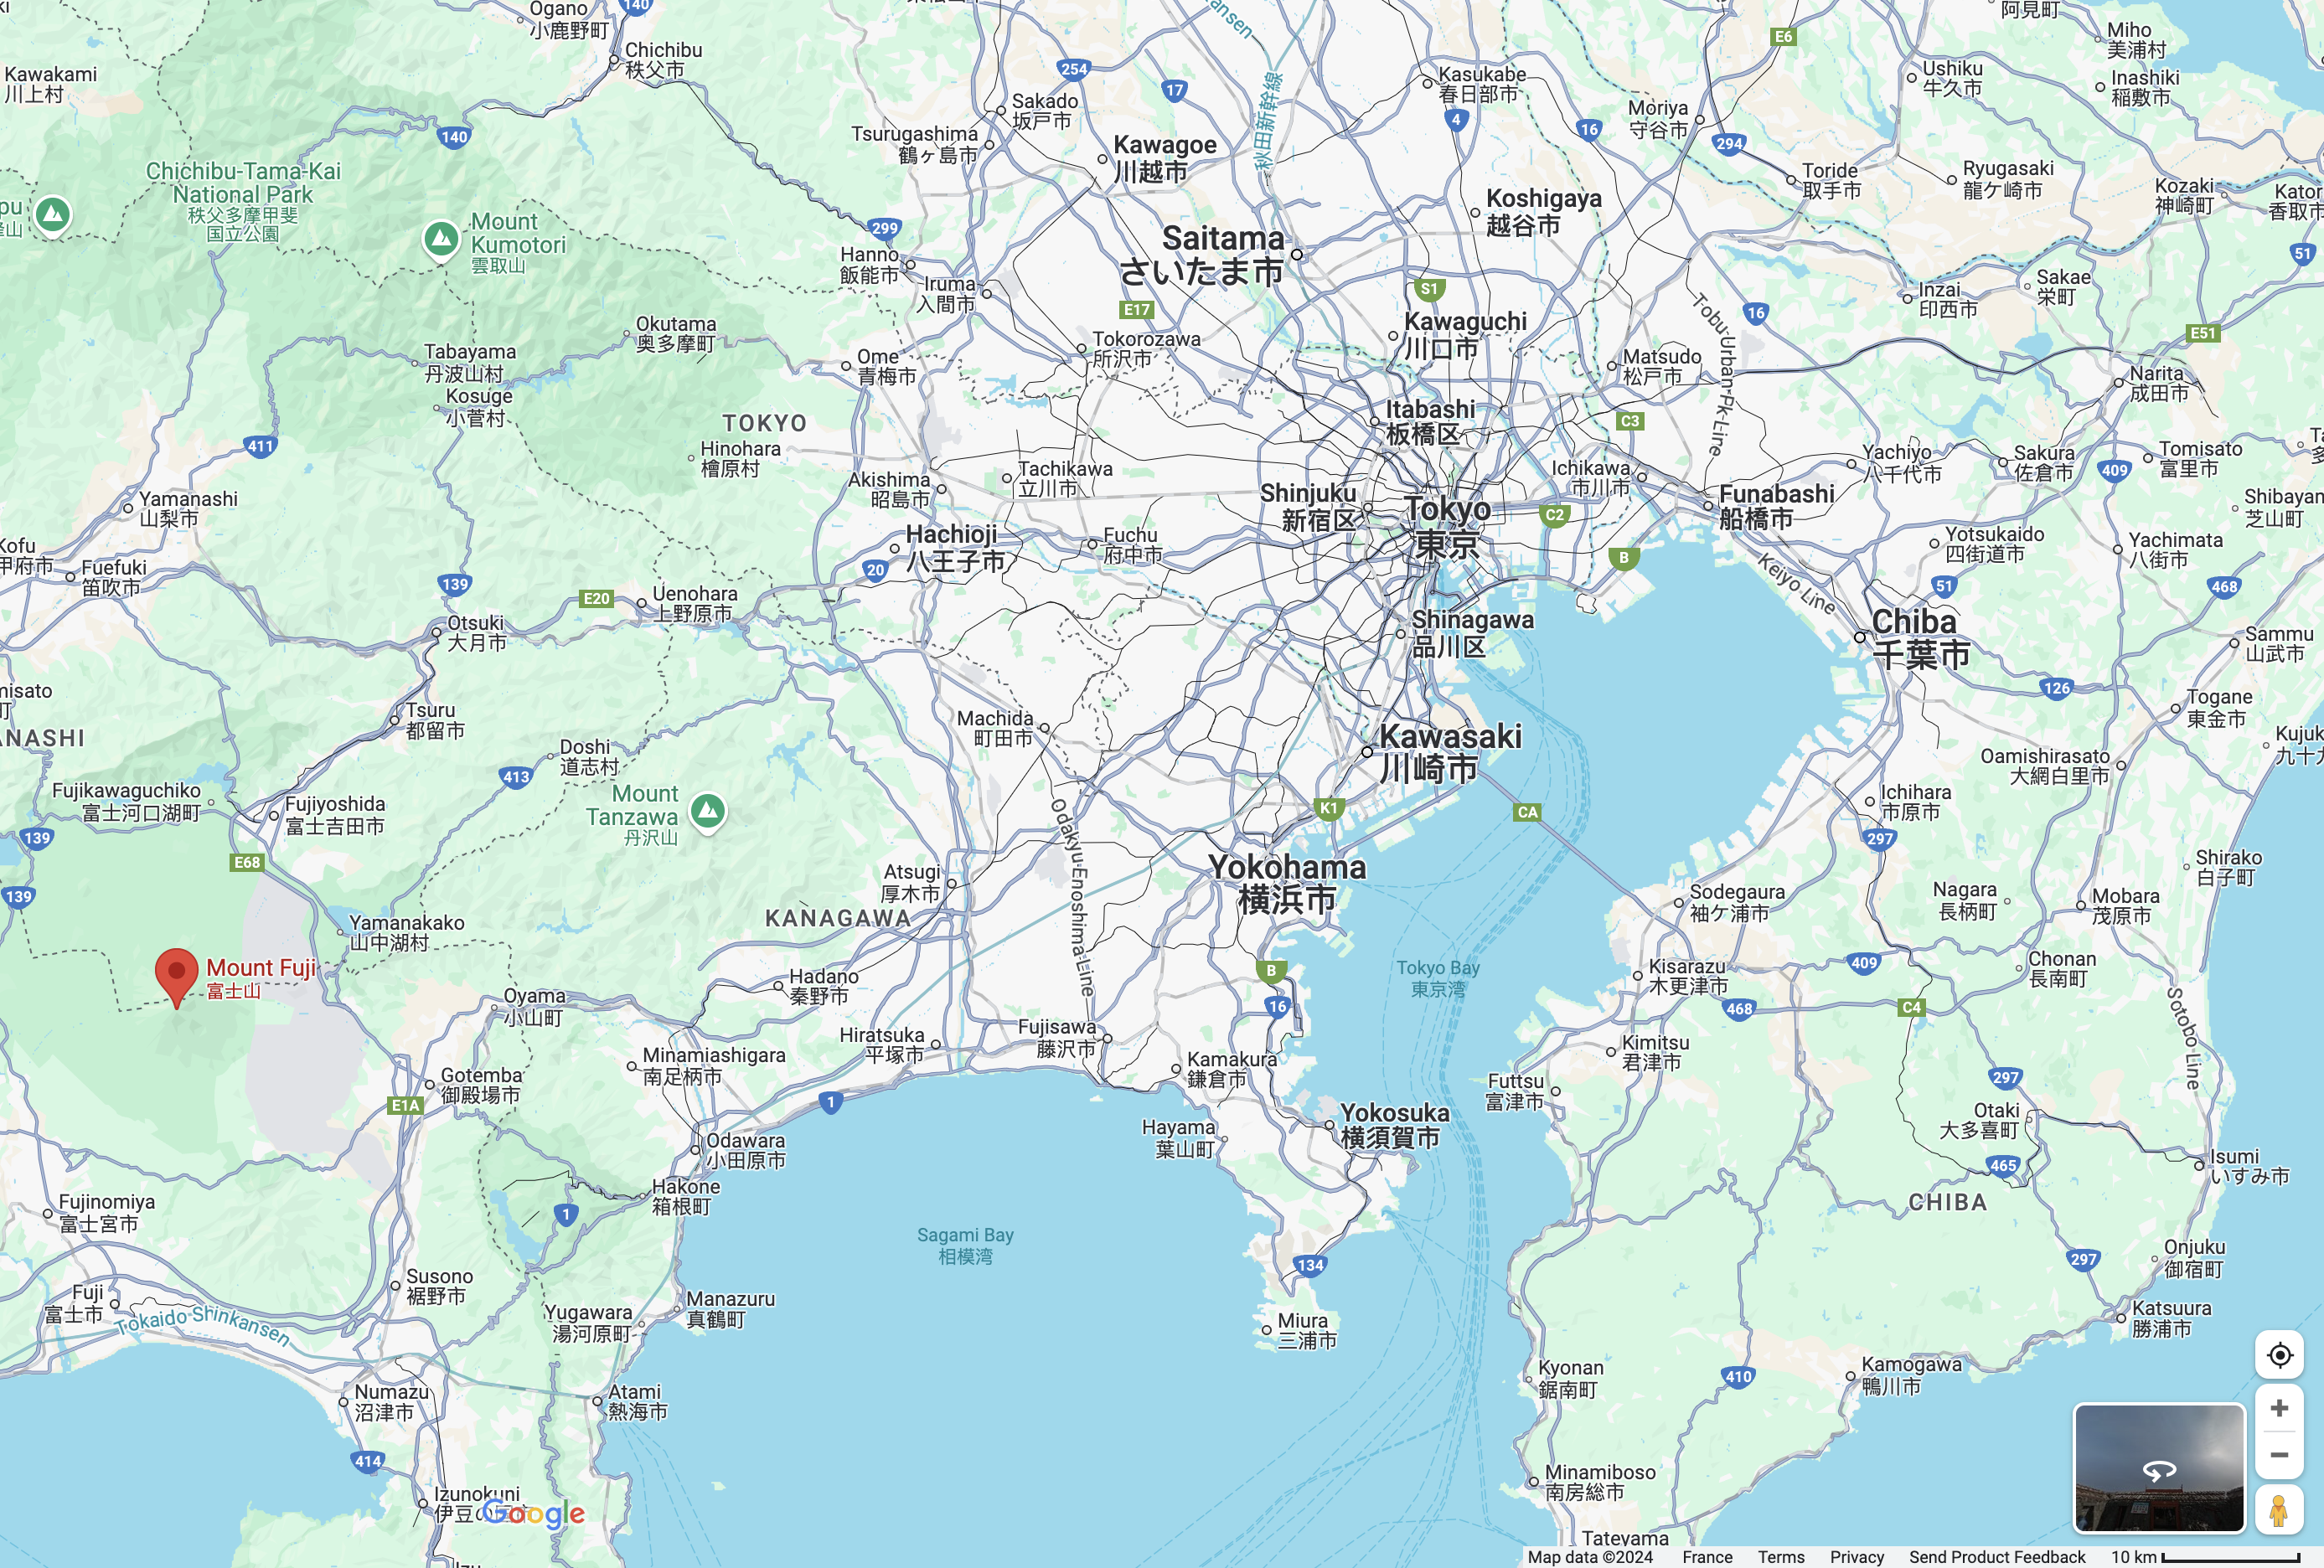 Ogano
小鹿野町
140
阿見町
Miho
美浦村
E6
Kawakami
川上村
Chichibu
秩父市
254
17
Kasukabe
春日部市
Ushiku
牛久市
Inashiki
稲敷市
Sakado
坂戸市
秋田新幹線
4
16
Moriya
守谷市
294
140
Tsurugashima
鶴ヶ島市
Kawagoe
川越市
Toride
取手市
Ryugasaki
龍ケ崎市
Kozaki
神崎町
Chichibu-Tama-Kai
National Park
秩父多摩甲斐
国立公園
Mount
Kumotori
雲取山
299
Koshigaya
越谷市
51
Saitama
さいたま市
Hanno
飯能市
Iruma
入間市
S1
E17
Inzai
印西市
Sakae
栄町
16
E51
Okutama
奥多摩町
Tokorozawa
所沢市
Kawaguchi
川口市
Tobu-Urban-Pk-Line
Tabayama
丹波山村
Ome
青梅市
Matsudo
松戸市
Narita
成田市
Kosuge
小菅村
TOKYO
Itabashi
板橋区
C3
411
Hinohara
檜原村
Tachikawa
立川市
Akishima
昭島市
Ichikawa
市川市
Yachiyo
八千代市
Sakura
佐倉市
409
Tomisato
富里市
Yamanashi
山梨市
Shinjuku
新宿区
Tokyo
東京
C2
Funabashi
船橋市
芝山町
Kofu
甲府市
Hachioji
八王子市
Fuchu
府中市
B
Yotsukaido
四街道市
Yachimata
八街市
Fuefuki
笛吹市
139
20
Keiyo Line
51
468
E20
Uenohara
上野原市
Otsuki
大月市
Shinagawa
品川区
Chiba
千葉市
Sammu
山武市
126
Tsuru
都留市
Machida
町田市
Togane
東金市
Doshi
道志村
413
Kawasaki
川崎市
Oamishirasato
大網白里市
Fujikawaguchiko
富士河口湖町
Fujiyoshida
富士吉田市
Mount
Tanzawa
丹沢山
K1
CA
Ichihara
市原市
139
E68
Odakyu-Enoshima-Line
297
Yokohama
横浜市
Shirako
白子町
139
Atsugi
厚木市
Sodegaura
袖ケ浦市
Nagara
長柄町
Mobara
茂原市
KANAGAWA
Yamanakako
山中湖村
Mount Fuji
富士山
Hadano
秦野市
B
Tokyo Bay
東京湾
Kisarazu
木更津市
409
Chonan
長南町
Oyama
小山町
16
468
C4
Sotobo Line
Hiratsuka
平塚市
Fujisawa
藤沢市
Kimitsu
君津市
Minamiashigara
南足柄市
Kamakura
鎌倉市
Gotemba
御殿場市
E1A
1
Futtsu
富津市
297
Yokosuka
横須賀市
Otaki
大多喜町
Hayama
葉山町
Odawara
小田原市
465
Isumi
いすみ市
Hakone
箱根町
Fujinomiya
富士宮市
1
CHIBA
Sagami Bay
相模湾
134
297
Onjuku
御宿町
Susono
裾野市
Fuji
富士市
Tokaido Shinkansen
Yugawara
湯河原町
Manazuru
真鶴町
Miura
三浦市
Katsuura
勝浦市
Kyonan
鋸南町
410
Kamogawa
鴨川市
Numazu
沼津市
Atami
熱海市
414
Minamiboso
南房総市
Izunokuni
Google
Tateyama
Map data ©2024 France Terms Privacy Send Product Feedback 10 km